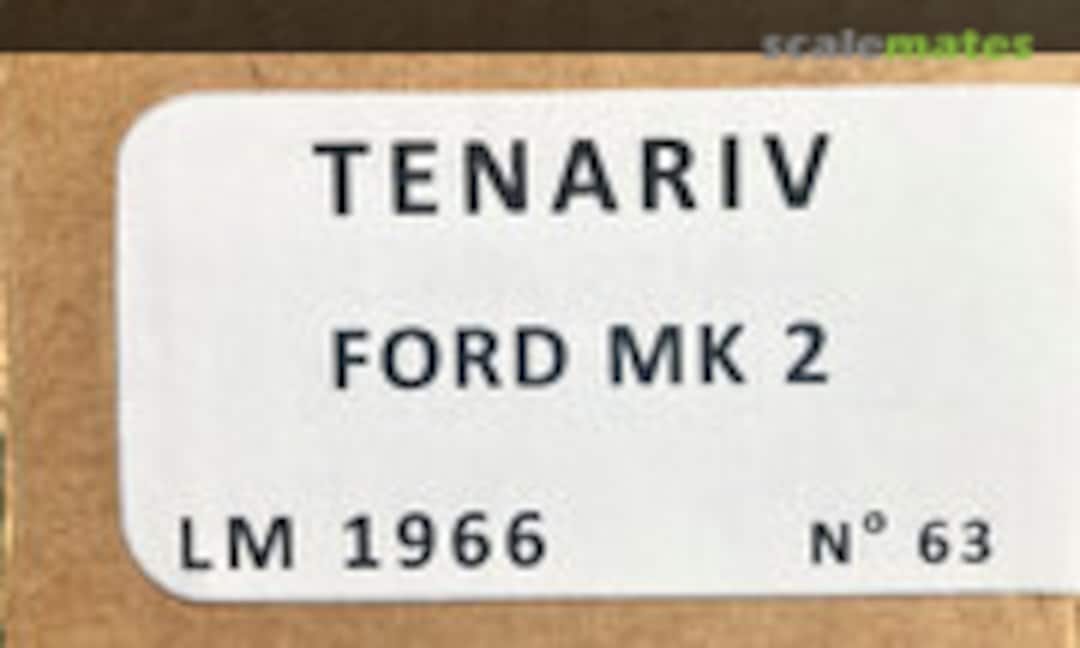 scalemates
TENARIV
FORD MK 2
LM 1966 N° 63